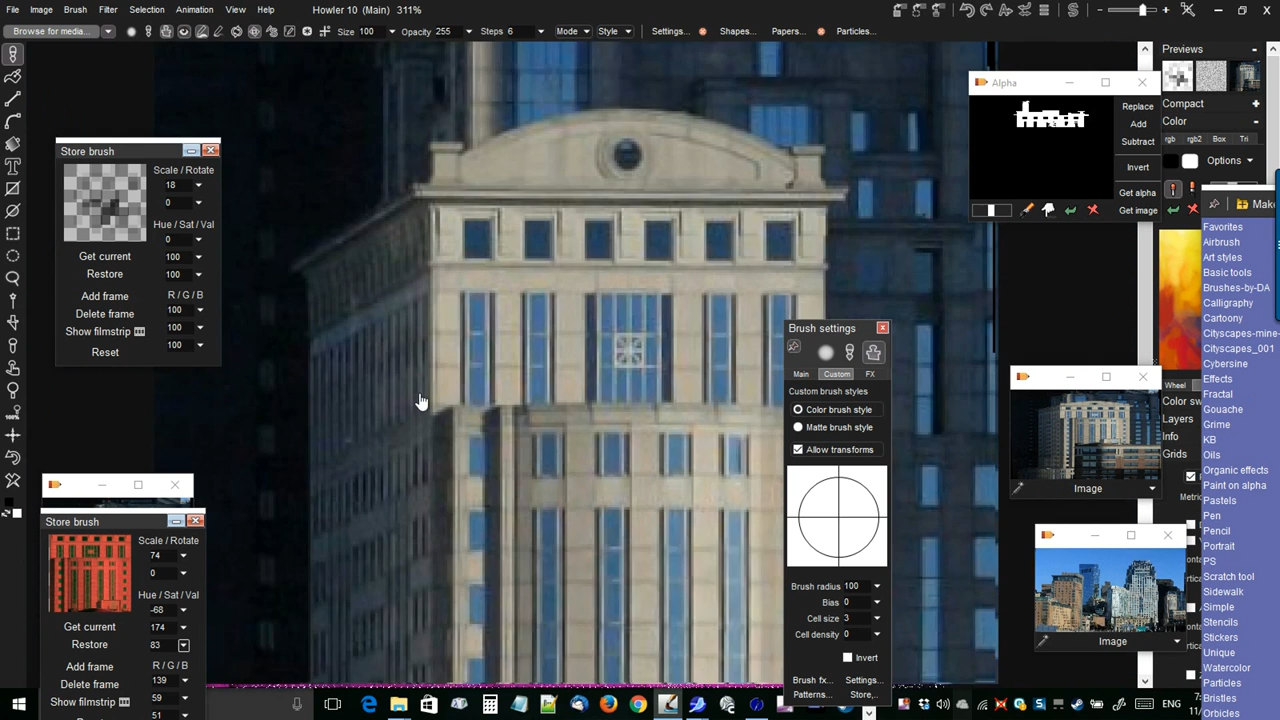 File Image Brush Filter Selection Animation View Help Howler 10 (Main) 311%
Browse for media... Size 100 Opacity 255 Steps 6 Mode Style Settings... Shapes... Papers... Particles...
Store brush
Scale / Rotate
18
0
Hue / Sat / Val
0
Get current 100
Restore 100
Add frame R / G / B
Delete frame 100
Show filmstrip 100
Reset 100
Store brush
Scale / Rotate
74
0
Hue / Sat / Val
-68
Get current 174
Restore 83
Add frame R / G / B
Delete frame 139
Show filmstrip 59
51
Brush settings
Main Custom FX
Custom brush styles
Color brush style
Matte brush style
Allow transforms
Brush radius 100
Bias 0
Cell size 3
Cell density 0
Invert
Brush fx... Settings...
Patterns... Store,..
Alpha
Replace
Add
Subtract
Invert
Get alpha
Get image
Image
Image
Previews
Compact
Color
rgb rgb2 Box Tri
Options
Wheel
Color sw
Layers
Info
Grids
Metric
Make
Favorites
Airbrush
Art styles
Basic tools
Brushes-by-DA
Calligraphy
Cartoony
Cityscapes-mine-
Cityscapes_001
Cybersine
Effects
Fractal
Gouache
Grime
KB
Oils
Organic effects
Paint on alpha
Pastels
Pen
Pencil
Portrait
PS
Scratch tool
Sidewalk
Simple
Stencils
Stickers
Unique
Watercolor
Particles
Bristles
Orbicles
100%
ENG